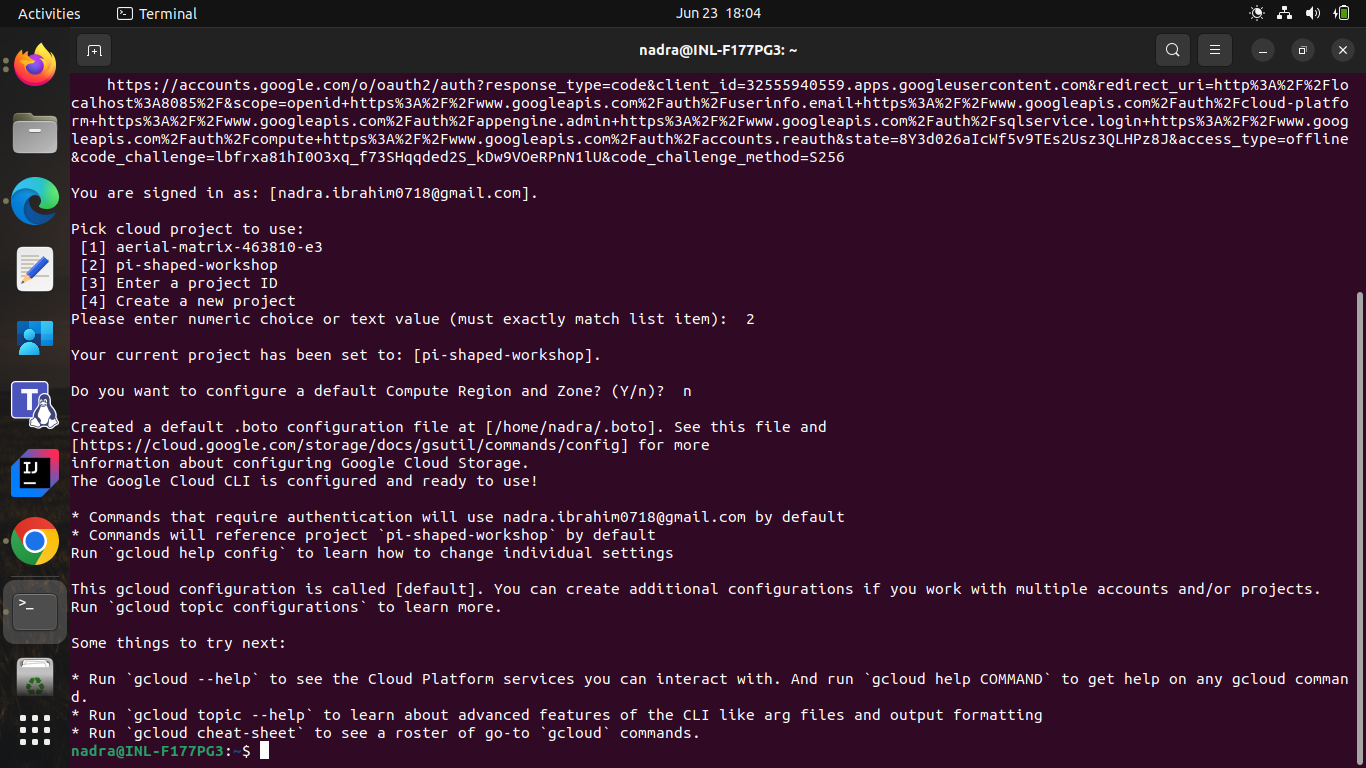 Activities
Terminal
Jun 23 18:04
nadra@INL-F177PG3: ~
https://accounts.google.com/o/oauth2/auth?response_type=code&client_id=32555940559.apps.googleusercontent.com&redirect_uri=http%3A%2F%2Flo
calhost%3A8085%2F&scope=openid+https%3A%2F%2Fwww.googleapis.com%2Fauth%2Fuserinfo.email+https%3A%2F%2Fwww.googleapis.com%2Fauth%2Fcloud-platfo
rm+https%3A%2F%2Fwww.googleapis.com%2Fauth%2Fappengine.admin+https%3A%2F%2Fwww.googleapis.com%2Fauth%2Fsqlservice.login+https%3A%2F%2Fwww.goog
leapis.com%2Fauth%2Fcompute+https%3A%2F%2Fwww.googleapis.com%2Fauth%2Faccounts.reauth&state=8Y3d026aIcWf5v9TEs2Usz3QLHPz8J&access_type=offline
&code_challenge=lbfrxa81hI0O3xq_f73SHqqded2S_kDw9VOeRPnN1lU&code_challenge_method=S256
You are signed in as: [nadra.ibrahim0718@gmail.com].
Pick cloud project to use:
[1] aerial-matrix-463810-e3
[2] pi-shaped-workshop
[3] Enter a project ID
[4] Create a new project
Please enter numeric choice or text value (must exactly match list item):  2
Your current project has been set to: [pi-shaped-workshop].
Do you want to configure a default Compute Region and Zone? (Y/n)?  n
Created a default .boto configuration file at [/home/nadra/.boto]. See this file and
[https://cloud.google.com/storage/docs/gsutil/commands/config] for more
information about configuring Google Cloud Storage.
The Google Cloud CLI is configured and ready to use!
* Commands that require authentication will use nadra.ibrahim0718@gmail.com by default
* Commands will reference project `pi-shaped-workshop` by default
Run `gcloud help config` to learn how to change individual settings
This gcloud configuration is called [default]. You can create additional configurations if you work with multiple accounts and/or projects.
Run `gcloud topic configurations` to learn more.
Some things to try next:
* Run `gcloud --help` to see the Cloud Platform services you can interact with. And run `gcloud help COMMAND` to get help on any gcloud comman
d.
* Run `gcloud topic --help` to learn about advanced features of the CLI like arg files and output formatting
* Run `gcloud cheat-sheet` to see a roster of go-to `gcloud` commands.
nadra@INL-F177PG3:~$
T
IJ
>_